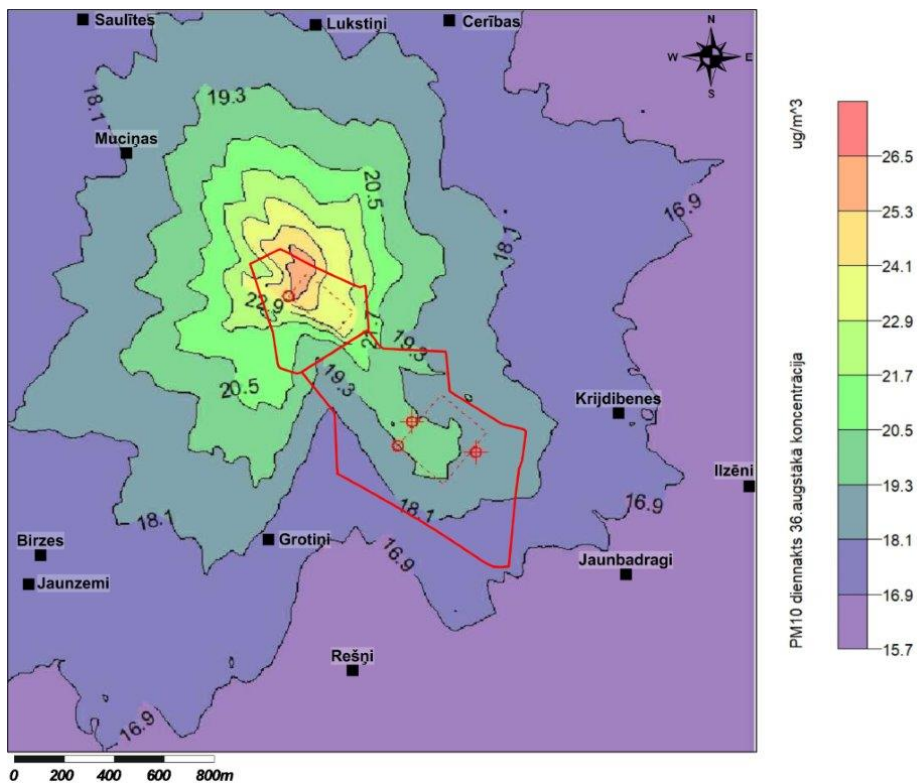 Saulītes
Lukstiņi
Cerības
N
W E
S
18.1
19.3
Muciņas
20.5
16.9
18.1
22.9
21.7
19.3
19.3
20.5
Krijdibenes
Ilzēni
18.1
18.1
16.9
Birzes
Grotiņi
Jaunzemi
16.9
Jaunbadragi
Rešņi
16.9
0 200 400 600 800m
ug/m^3
PM10 diennakts 36.augstākā koncentrācija
26.5
25.3
24.1
22.9
21.7
20.5
19.3
18.1
16.9
15.7